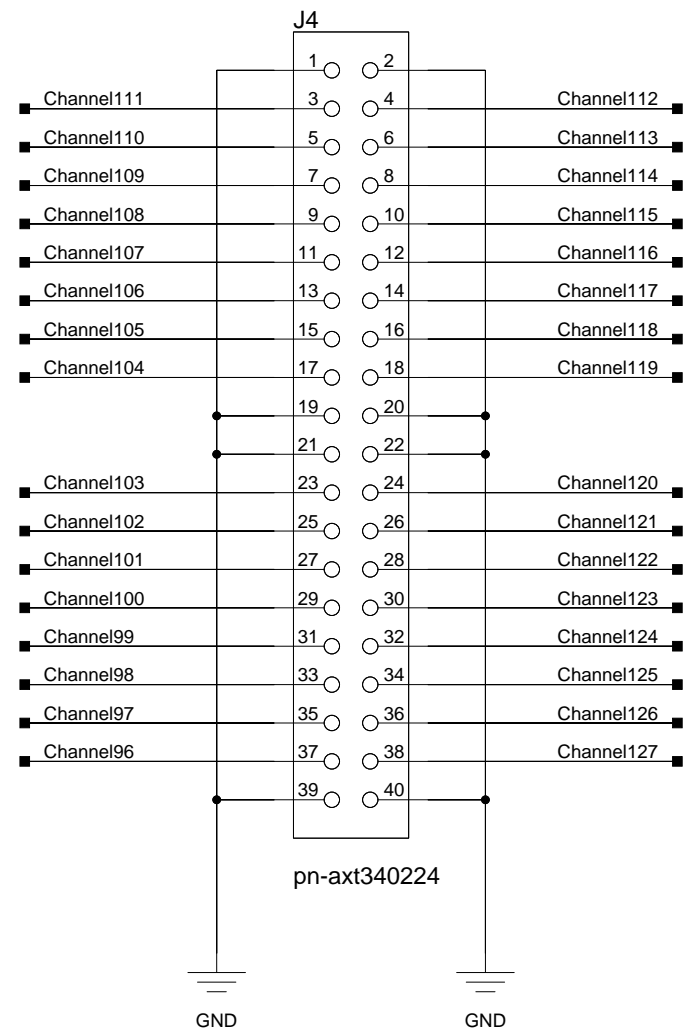 J4
1 2
Channel111 3 4 Channel112
Channel110 5 6 Channel113
Channel109 7 8 Channel114
Channel108 9 10 Channel115
Channel107 11 12 Channel116
Channel106 13 14 Channel117
Channel105 15 16 Channel118
Channel104 17 18 Channel119
19 20
21 22
Channel103 23 24 Channel120
Channel102 25 26 Channel121
Channel101 27 28 Channel122
Channel100 29 30 Channel123
Channel99 31 32 Channel124
Channel98 33 34 Channel125
Channel97 35 36 Channel126
Channel96 37 38 Channel127
39 40
pn-axt340224
GND GND